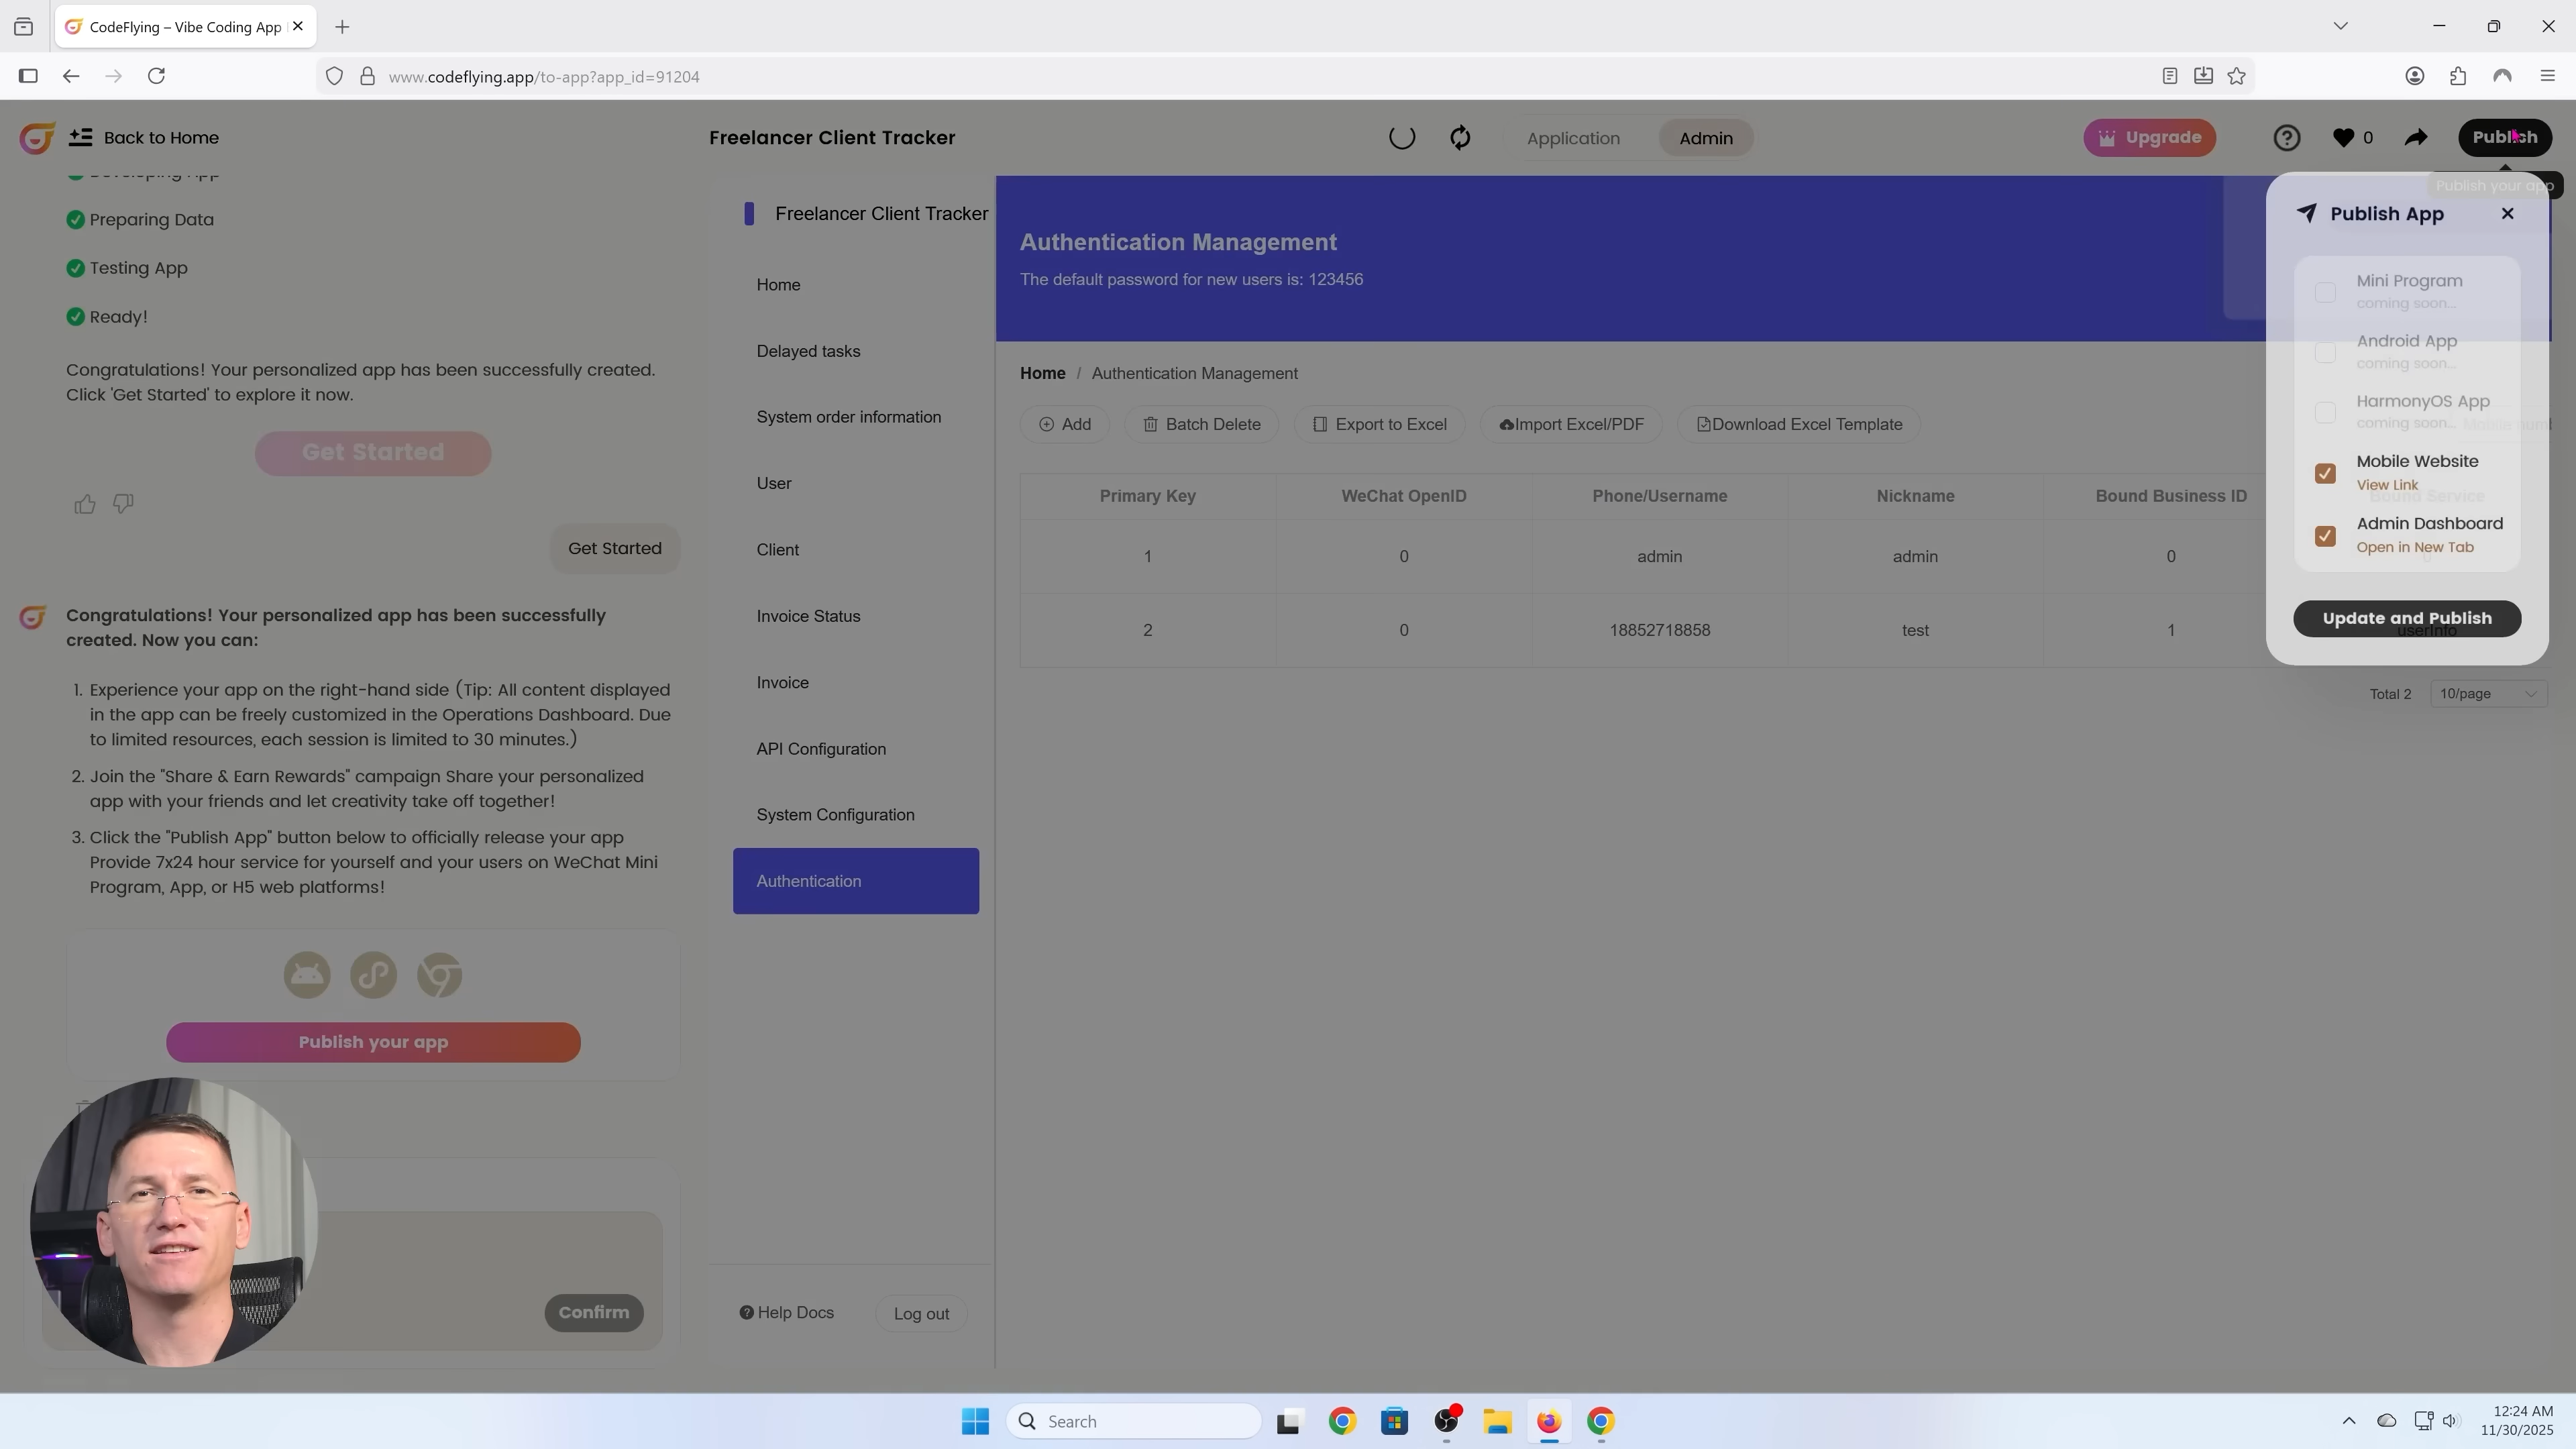 CodeFlying – Vibe Coding App
www.codeflying.app/to-app?app_id=91204
Back to Home
Freelancer Client Tracker
Application
Admin
Upgrade
0
Publish
Publish your app
Developing App
Preparing Data
Testing App
Ready!
Congratulations! Your personalized app has been successfully created.
Click 'Get Started' to explore it now.
Get Started
Get Started
Congratulations! Your personalized app has been successfully
created. Now you can:
1. Experience your app on the right-hand side (Tip: All content displayed
in the app can be freely customized in the Operations Dashboard. Due
to limited resources, each session is limited to 30 minutes.)
2. Join the "Share & Earn Rewards" campaign Share your personalized
app with your friends and let creativity take off together!
3. Click the "Publish App" button below to officially release your app
Provide 7x24 hour service for yourself and your users on WeChat Mini
Program, App, or H5 web platforms!
Publish your app
Confirm
Freelancer Client Tracker
Home
Delayed tasks
System order information
User
Client
Invoice Status
Invoice
API Configuration
System Configuration
Authentication
Help Docs
Log out
Authentication Management
The default password for new users is: 123456
Home / Authentication Management
Add
Batch Delete
Export to Excel
Import Excel/PDF
Download Excel Template
Primary Key WeChat OpenID Phone/Username Nickname Bound Business ID Bound Service
1 0 admin admin 0
2 0 18852718858 test 1 userInfo
Total 2
10/page
Publish App
Mini Program
coming soon...
Android App
coming soon...
HarmonyOS App
coming soon...
Mobile Website
View Link
Admin Dashboard
Open in New Tab
Update and Publish
Search
12:24 AM
11/30/2025